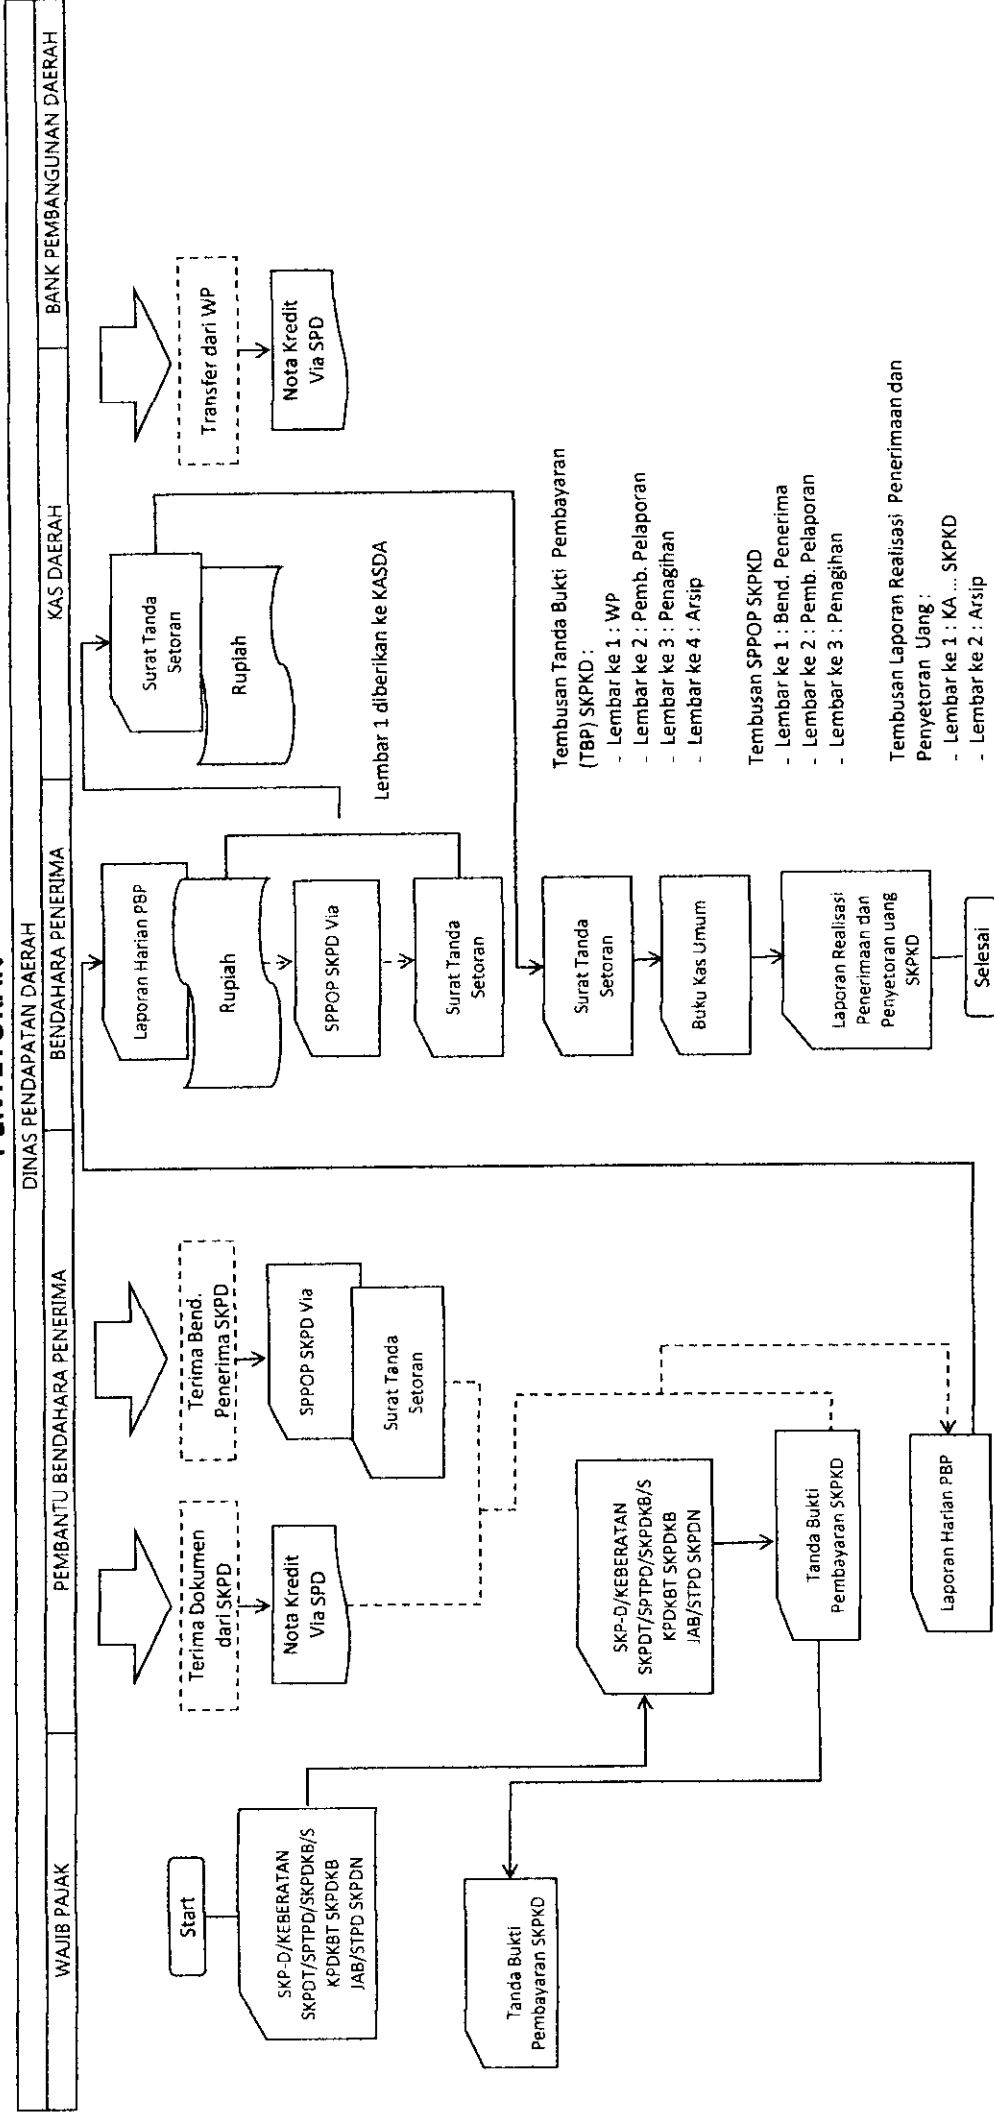 PENYETORAN
DINAS PENDAPATAN DAERAH
WAJIB PAJAK
PEMBANTU BENDAHARA PENERIMA
BENDAHARA PENERIMA
KAS DAERAH
BANK PEMBANGUNAN DAERAH
Start
SKP-D/KEBERATAN
SKPDT/SPTPD/SKPDKB/S
KPDKBT SKPDKB
JAB/STPD SKPDN
Tanda Bukti
Pembayaran SKPKD
Terima Dokumen
dari SKPD
Nota Kredit
Via SPD
Terima Bend.
Penerima SKPD
SPPOP SKPD Via
Surat Tanda
Setoran
SKP-D/KEBERATAN
SKPDT/SPTPD/SKPDKB/S
KPDKBT SKPDKB
JAB/STPD SKPDN
Tanda Bukti
Pembayaran SKPKD
Laporan Harian PBP
Laporan Harian PBP
Rupiah
SPPOP SKPD Via
Surat Tanda
Setoran
Surat Tanda
Setoran
Buku Kas Umum
Laporan Realisasi
Penerimaan dan
Penyetoran uang
SKPKD
Selesai
Surat Tanda
Setoran
Rupiah
Lembar 1 diberikan ke KASDA
Transfer dari WP
Nota Kredit
Via SPD
Tembusan Tanda Bukti Pembayaran
(TBP) SKPKD :
- Lembar ke 1 : WP
- Lembar ke 2 : Pemb. Pelaporan
- Lembar ke 3 : Penagihan
- Lembar ke 4 : Arsip
Tembusan SPPOP SKPKD
- Lembar ke 1 : Bend. Penerima
- Lembar ke 2 : Pemb. Pelaporan
- Lembar ke 3 : Penagihan
Tembusan Laporan Realisasi Penerimaan dan
Penyetoran Uang :
- Lembar ke 1 : KA ... SKPKD
- Lembar ke 2 : Arsip